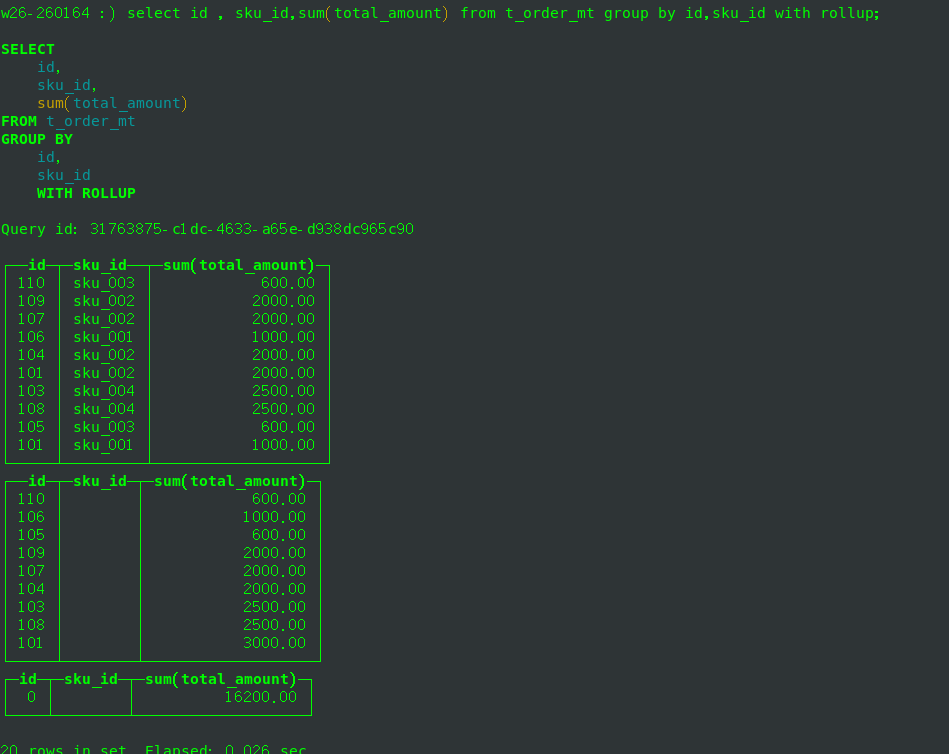 w26-260164 :) select id , sku_id,sum(total_amount) from t_order_mt group by id,sku_id with rollup;
SELECT
id,
sku_id,
sum(total_amount)
FROM t_order_mt
GROUP BY
id,
sku_id
WITH ROLLUP
Query id: 31763875-c1dc-4633-a65e-d938dc965c90
id sku_id sum(total_amount)
110 sku_003 600.00
109 sku_002 2000.00
107 sku_002 2000.00
106 sku_001 1000.00
104 sku_002 2000.00
101 sku_002 2000.00
103 sku_004 2500.00
108 sku_004 2500.00
105 sku_003 600.00
101 sku_001 1000.00
id sku_id sum(total_amount)
110 600.00
106 1000.00
105 600.00
109 2000.00
107 2000.00
104 2000.00
103 2500.00
108 2500.00
101 3000.00
id sku_id sum(total_amount)
0 16200.00
20 rows in set. Elapsed: 0.026 sec.